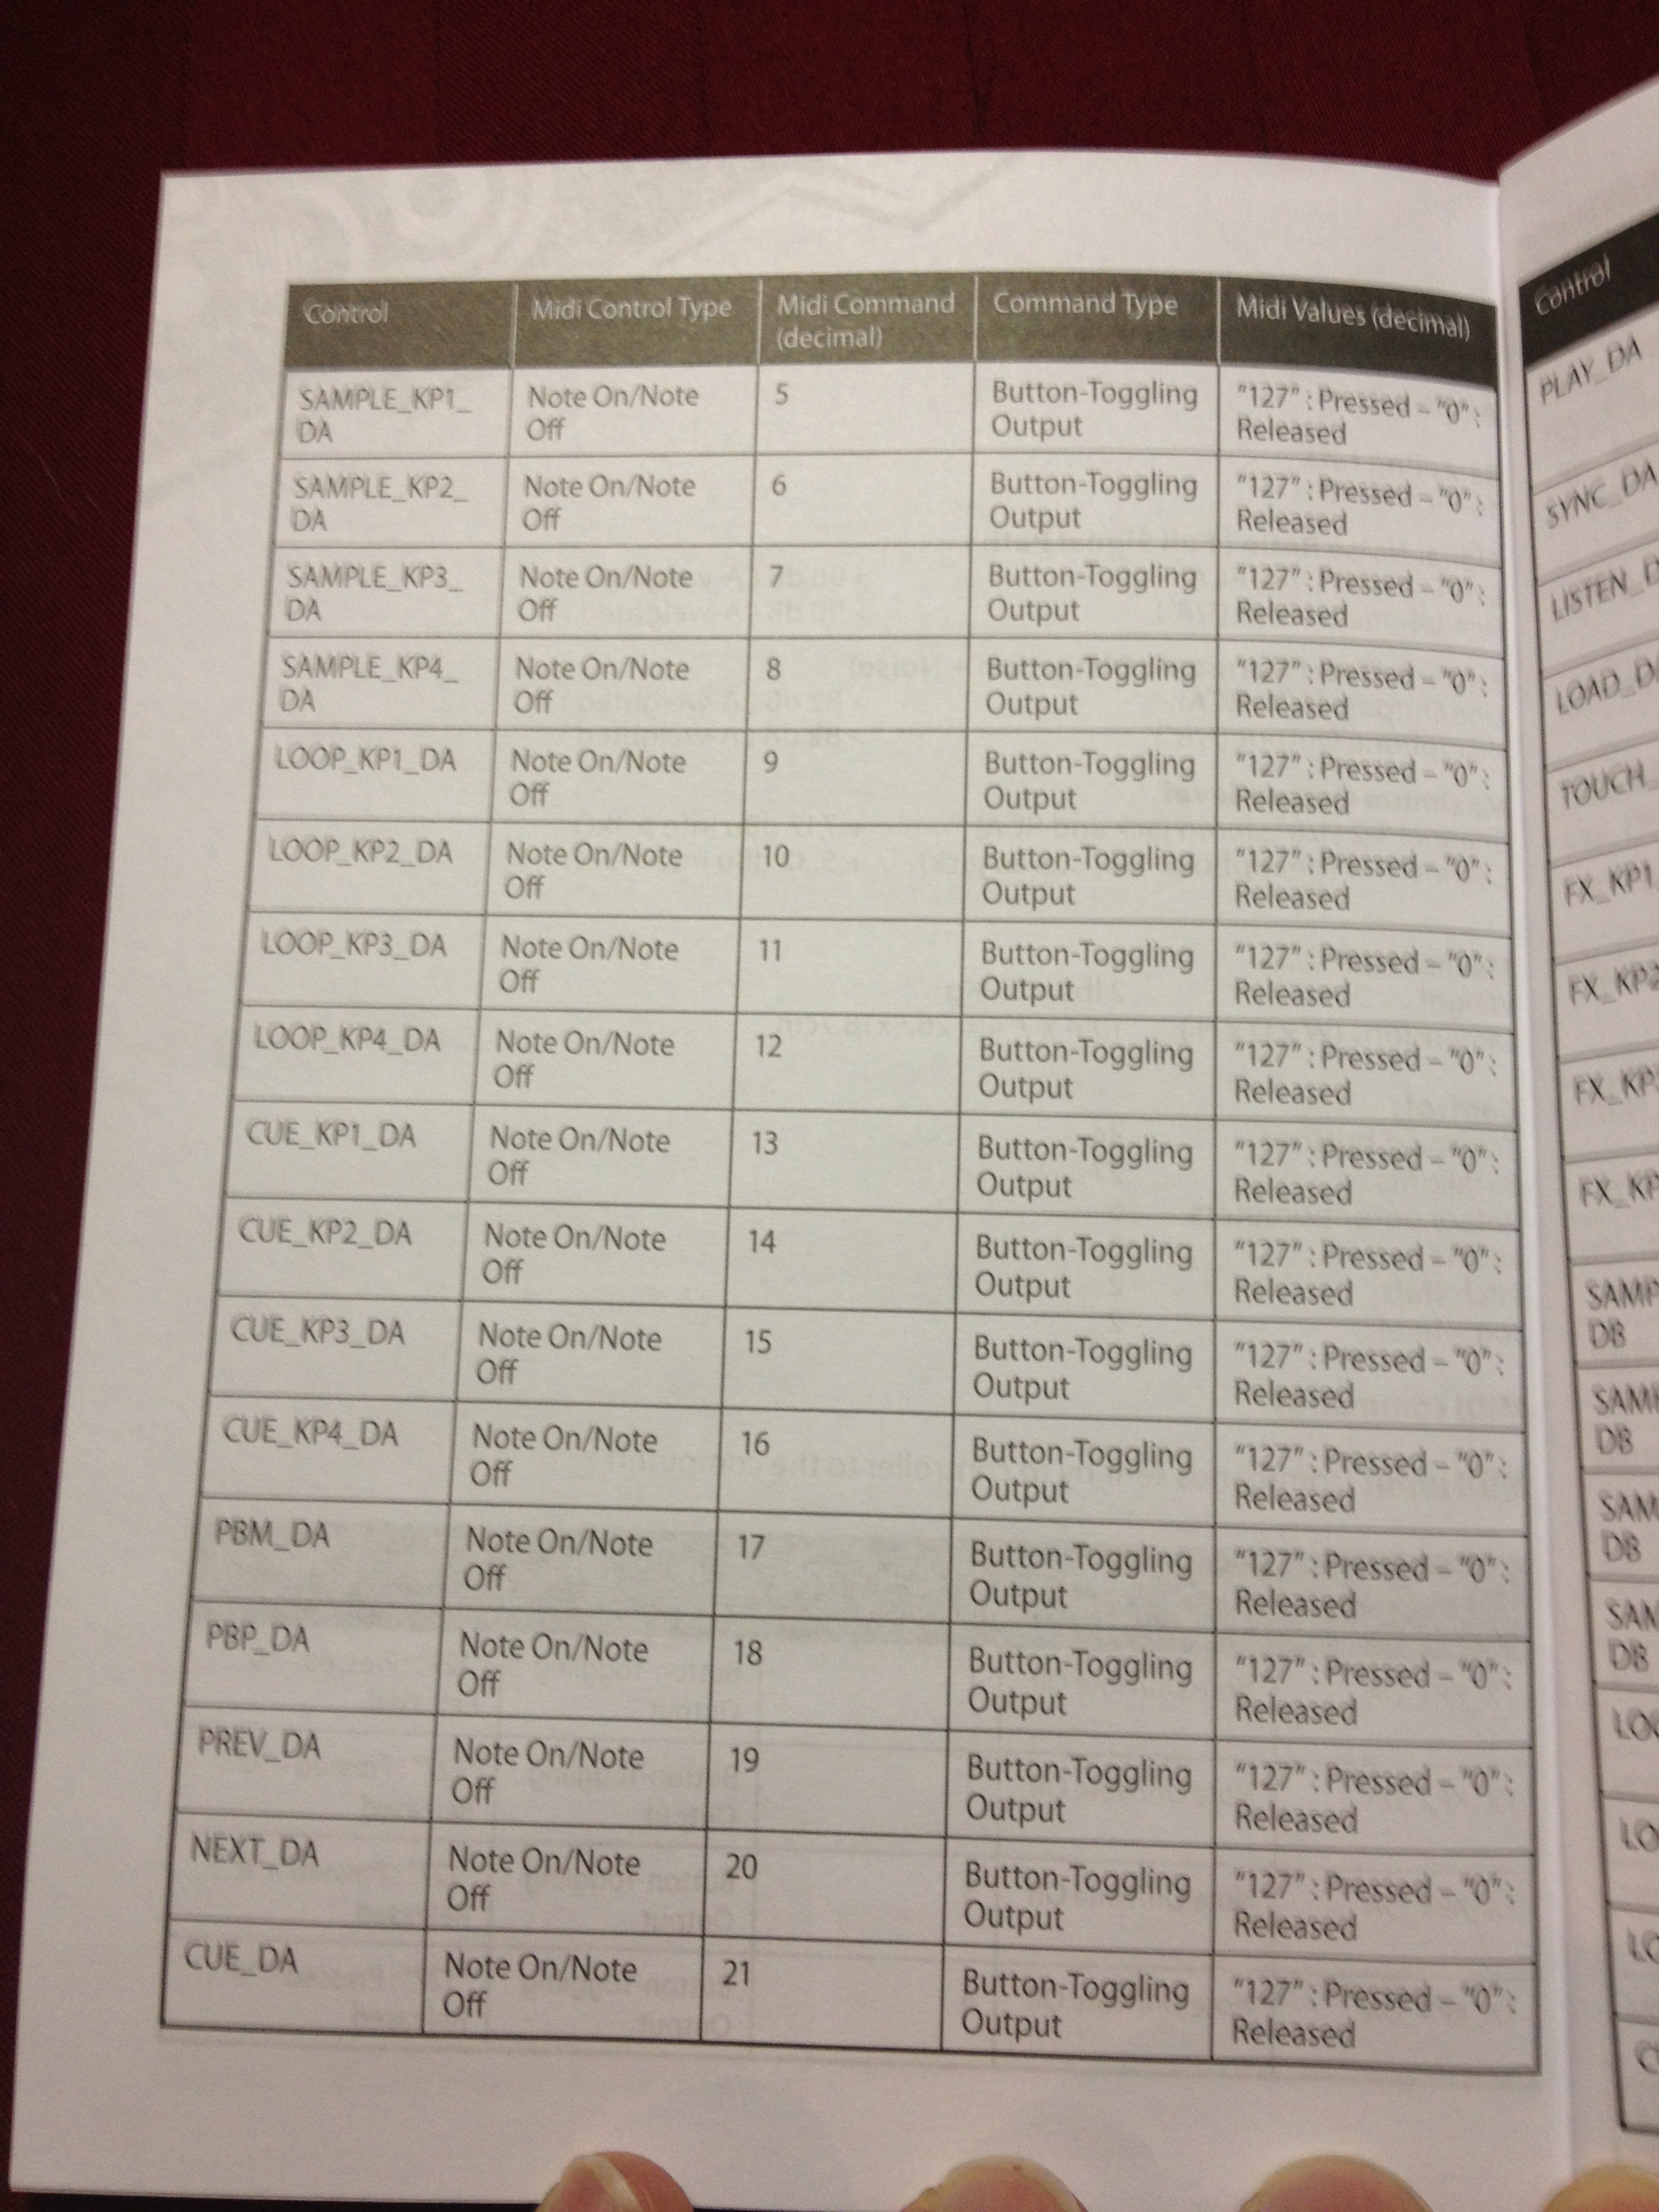 Control
Midi Control Type
Midi Command
(decimal)
Command Type
Midi Values (decimal)
SAMPLE_KP1_
DA
Note On/Note
Off
5
Button-Toggling
Output
"127" : Pressed – "0" :
Released
SAMPLE_KP2_
DA
Note On/Note
Off
6
Button-Toggling
Output
"127" : Pressed – "0" :
Released
SAMPLE_KP3_
DA
Note On/Note
Off
7
Button-Toggling
Output
"127" : Pressed – "0" :
Released
SAMPLE_KP4_
DA
Note On/Note
Off
8
Button-Toggling
Output
"127" : Pressed – "0" :
Released
LOOP_KP1_DA
Note On/Note
Off
9
Button-Toggling
Output
"127" : Pressed – "0" :
Released
LOOP_KP2_DA
Note On/Note
Off
10
Button-Toggling
Output
"127" : Pressed – "0" :
Released
LOOP_KP3_DA
Note On/Note
Off
11
Button-Toggling
Output
"127" : Pressed – "0" :
Released
LOOP_KP4_DA
Note On/Note
Off
12
Button-Toggling
Output
"127" : Pressed – "0" :
Released
CUE_KP1_DA
Note On/Note
Off
13
Button-Toggling
Output
"127" : Pressed – "0" :
Released
CUE_KP2_DA
Note On/Note
Off
14
Button-Toggling
Output
"127" : Pressed – "0" :
Released
CUE_KP3_DA
Note On/Note
Off
15
Button-Toggling
Output
"127" : Pressed – "0" :
Released
CUE_KP4_DA
Note On/Note
Off
16
Button-Toggling
Output
"127" : Pressed – "0" :
Released
PBM_DA
Note On/Note
Off
17
Button-Toggling
Output
"127" : Pressed – "0" :
Released
PBP_DA
Note On/Note
Off
18
Button-Toggling
Output
"127" : Pressed – "0" :
Released
PREV_DA
Note On/Note
Off
19
Button-Toggling
Output
"127" : Pressed – "0" :
Released
NEXT_DA
Note On/Note
Off
20
Button-Toggling
Output
"127" : Pressed – "0" :
Released
CUE_DA
Note On/Note
Off
21
Button-Toggling
Output
"127" : Pressed – "0" :
Released
Control
PLAY_DA
SYNC_DA
LISTEN_D
LOAD_D
TOUCH_
FX_KP1
FX_KP2
FX_KP
FX_KP
SAMP
DB
SAM
DB
SAM
DB
SAM
DB
LO
LO
LO